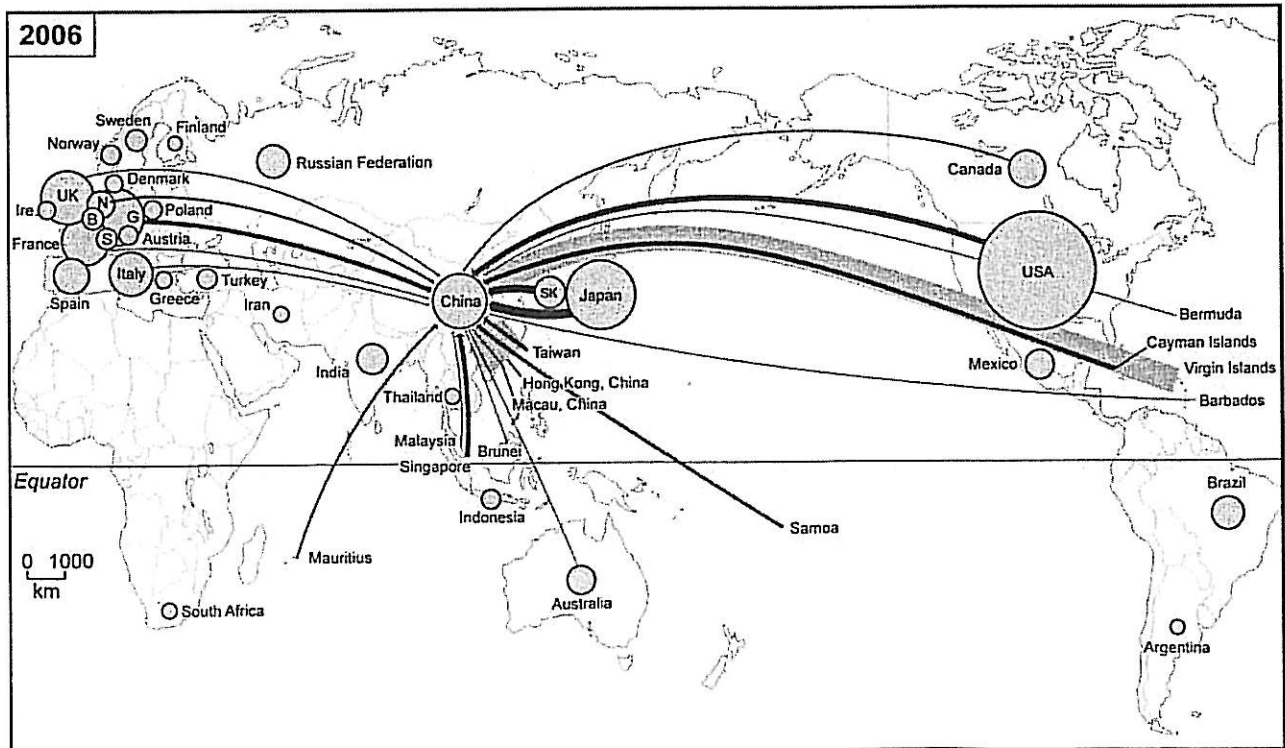 2006
Sweden
Finland
Norway
Russian Federation
Denmark
Canada
UK
N
Ire.
B
G
Poland
S
Austria
France
USA
Italy
Spain
Greece
Turkey
Iran
China
SK
Japan
Bermuda
Cayman Islands
Taiwan
India
Mexico
Virgin Islands
Hong Kong, China
Thailand
Macau, China
Barbados
Malaysia
Brunei
Singapore
Equator
Indonesia
Brazil
Samoa
Mauritius
0 1000
km
Australia
South Africa
Argentina